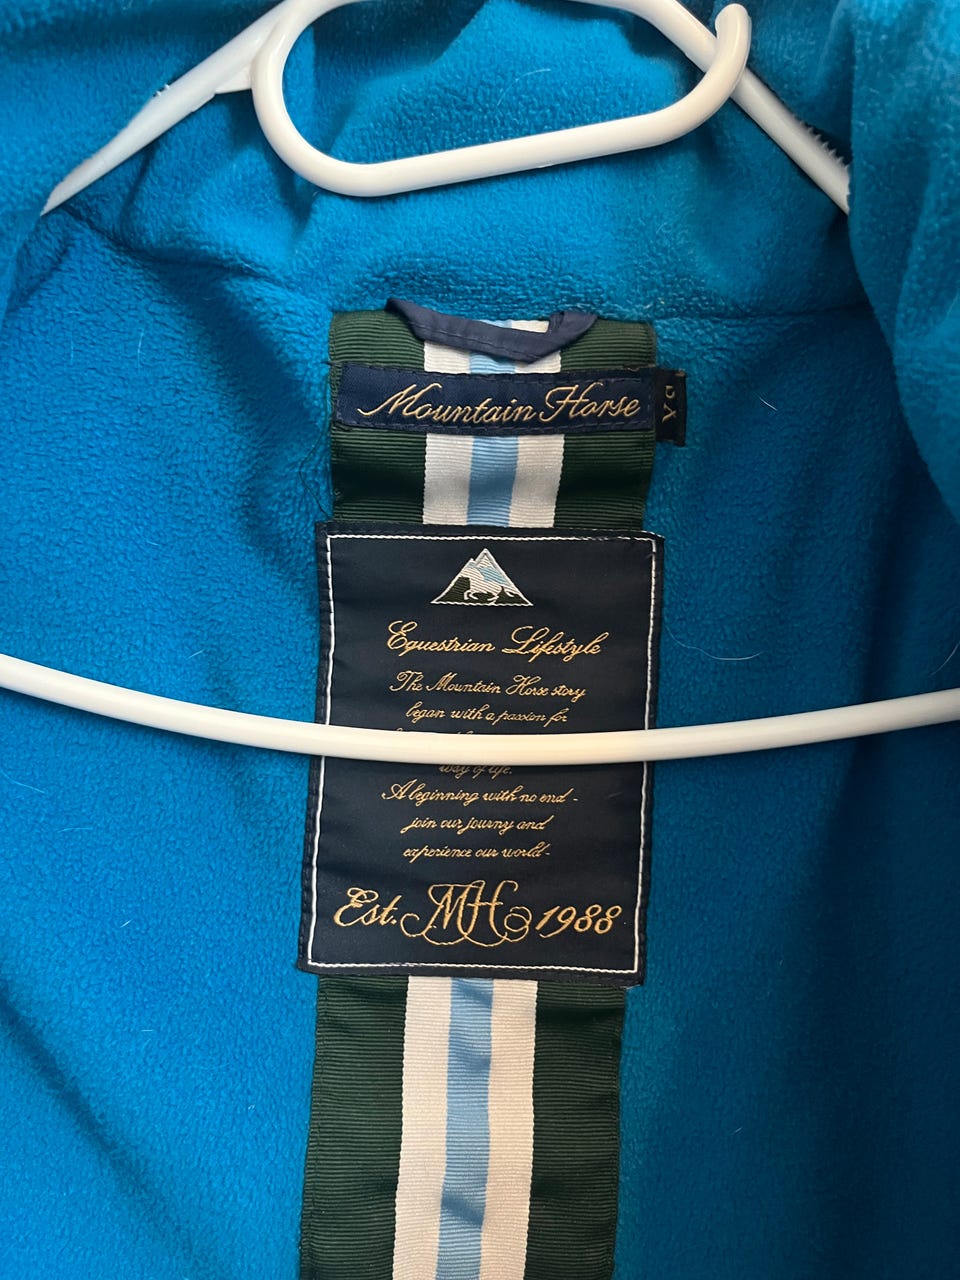 Mountain Horse
Equestrian Lifestyle
The Mountain Horse story
began with a passion for
way of life.
A beginning with no end -
join our journy and
experience our world-
Est. MH 1988